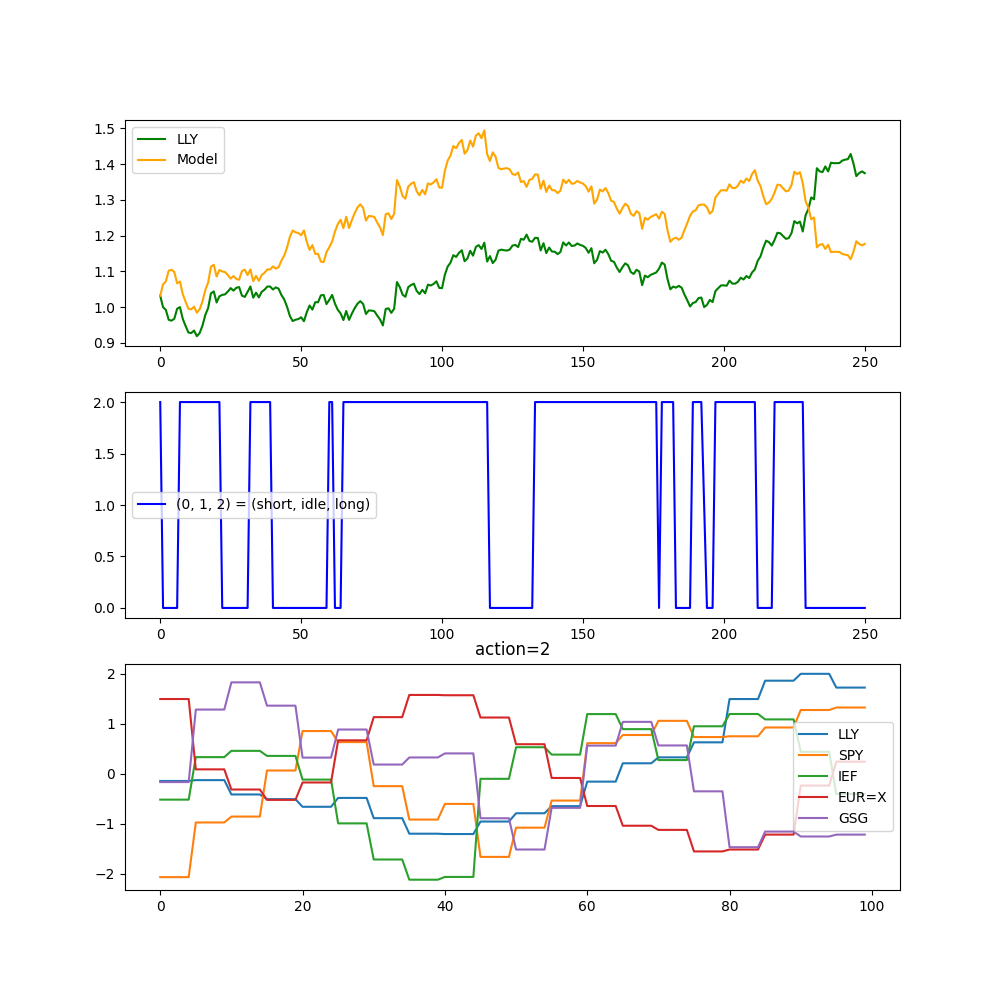 1.5
1.4
1.3
1.2
1.1
1.0
0.9
LLY
Model
0 50 100 150 200 250
2.0
1.5
1.0
0.5
0.0
(0, 1, 2) = (short, idle, long)
0 50 100 150 200 250
action=2
2
1
0
−1
−2
LLY
SPY
IEF
EUR=X
GSG
0 20 40 60 80 100